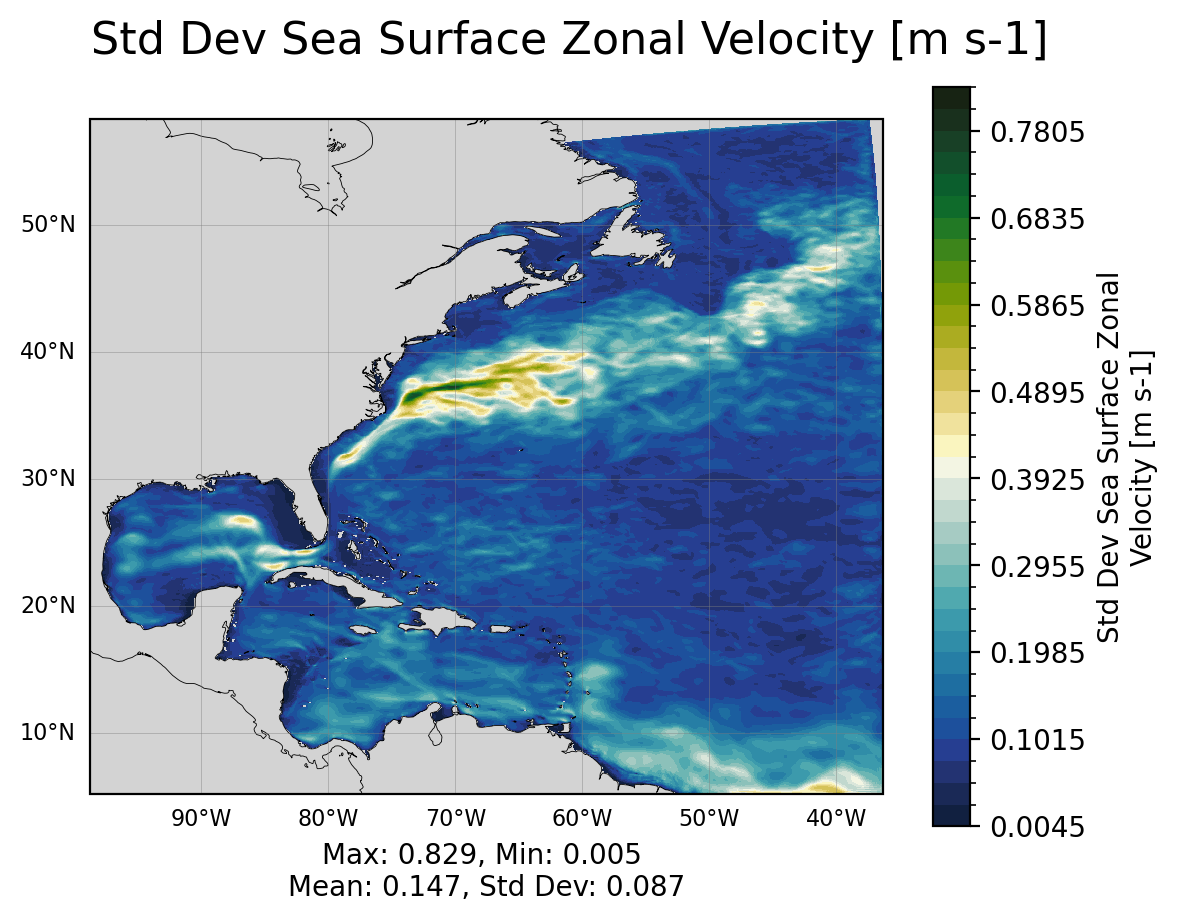 Std Dev Sea Surface Zonal Velocity [m s-1]
50°N
40°N
30°N
20°N
10°N
90°W
80°W
70°W
60°W
50°W
40°W
Max: 0.829, Min: 0.005
Mean: 0.147, Std Dev: 0.087
0.7805
0.6835
0.5865
0.4895
0.3925
0.2955
0.1985
0.1015
0.0045
Std Dev Sea Surface Zonal
Velocity [m s-1]